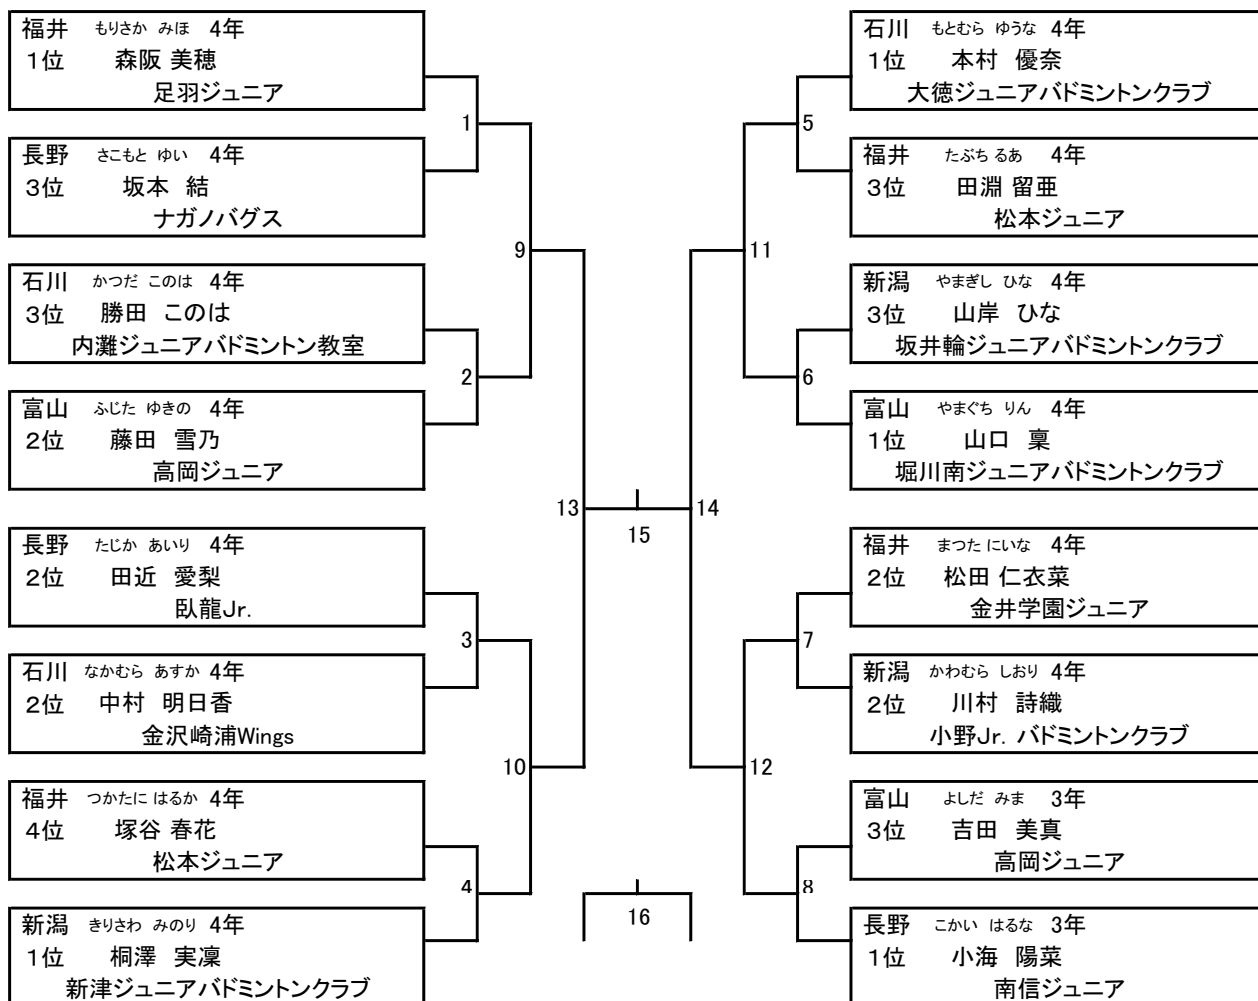 福井 もりさか みほ 4年
1位 森阪 美穂
足羽ジュニア
長野 さこもと ゆい 4年
3位 坂本 結
ナガノバグス
石川 かつだ このは 4年
3位 勝田 このは
内灘ジュニアバドミントン教室
富山 ふじた ゆきの 4年
2位 藤田 雪乃
高岡ジュニア
長野 たじか あいり 4年
2位 田近 愛梨
臥龍Jr.
石川 なかむら あすか 4年
2位 中村 明日香
金沢崎浦Wings
福井 つかたに はるか 4年
4位 塚谷 春花
松本ジュニア
新潟 きりさわ みのり 4年
1位 桐澤 実凜
新津ジュニアバドミントンクラブ
1
2
3
4
9
10
13
15
16
14
11
12
5
6
7
8
石川 もとむら ゆうな 4年
1位 本村 優奈
大徳ジュニアバドミントンクラブ
福井 たぶち るあ 4年
3位 田淵 留亜
松本ジュニア
新潟 やまぎし ひな 4年
3位 山岸 ひな
坂井輪ジュニアバドミントンクラブ
富山 やまぐち りん 4年
1位 山口 稟
堀川南ジュニアバドミントンクラブ
福井 まつた にいな 4年
2位 松田 仁衣菜
金井学園ジュニア
新潟 かわむら しおり 4年
2位 川村 詩織
小野Jr. バドミントンクラブ
富山 よしだ みま 3年
3位 吉田 美真
高岡ジュニア
長野 こかい はるな 3年
1位 小海 陽菜
南信ジュニア